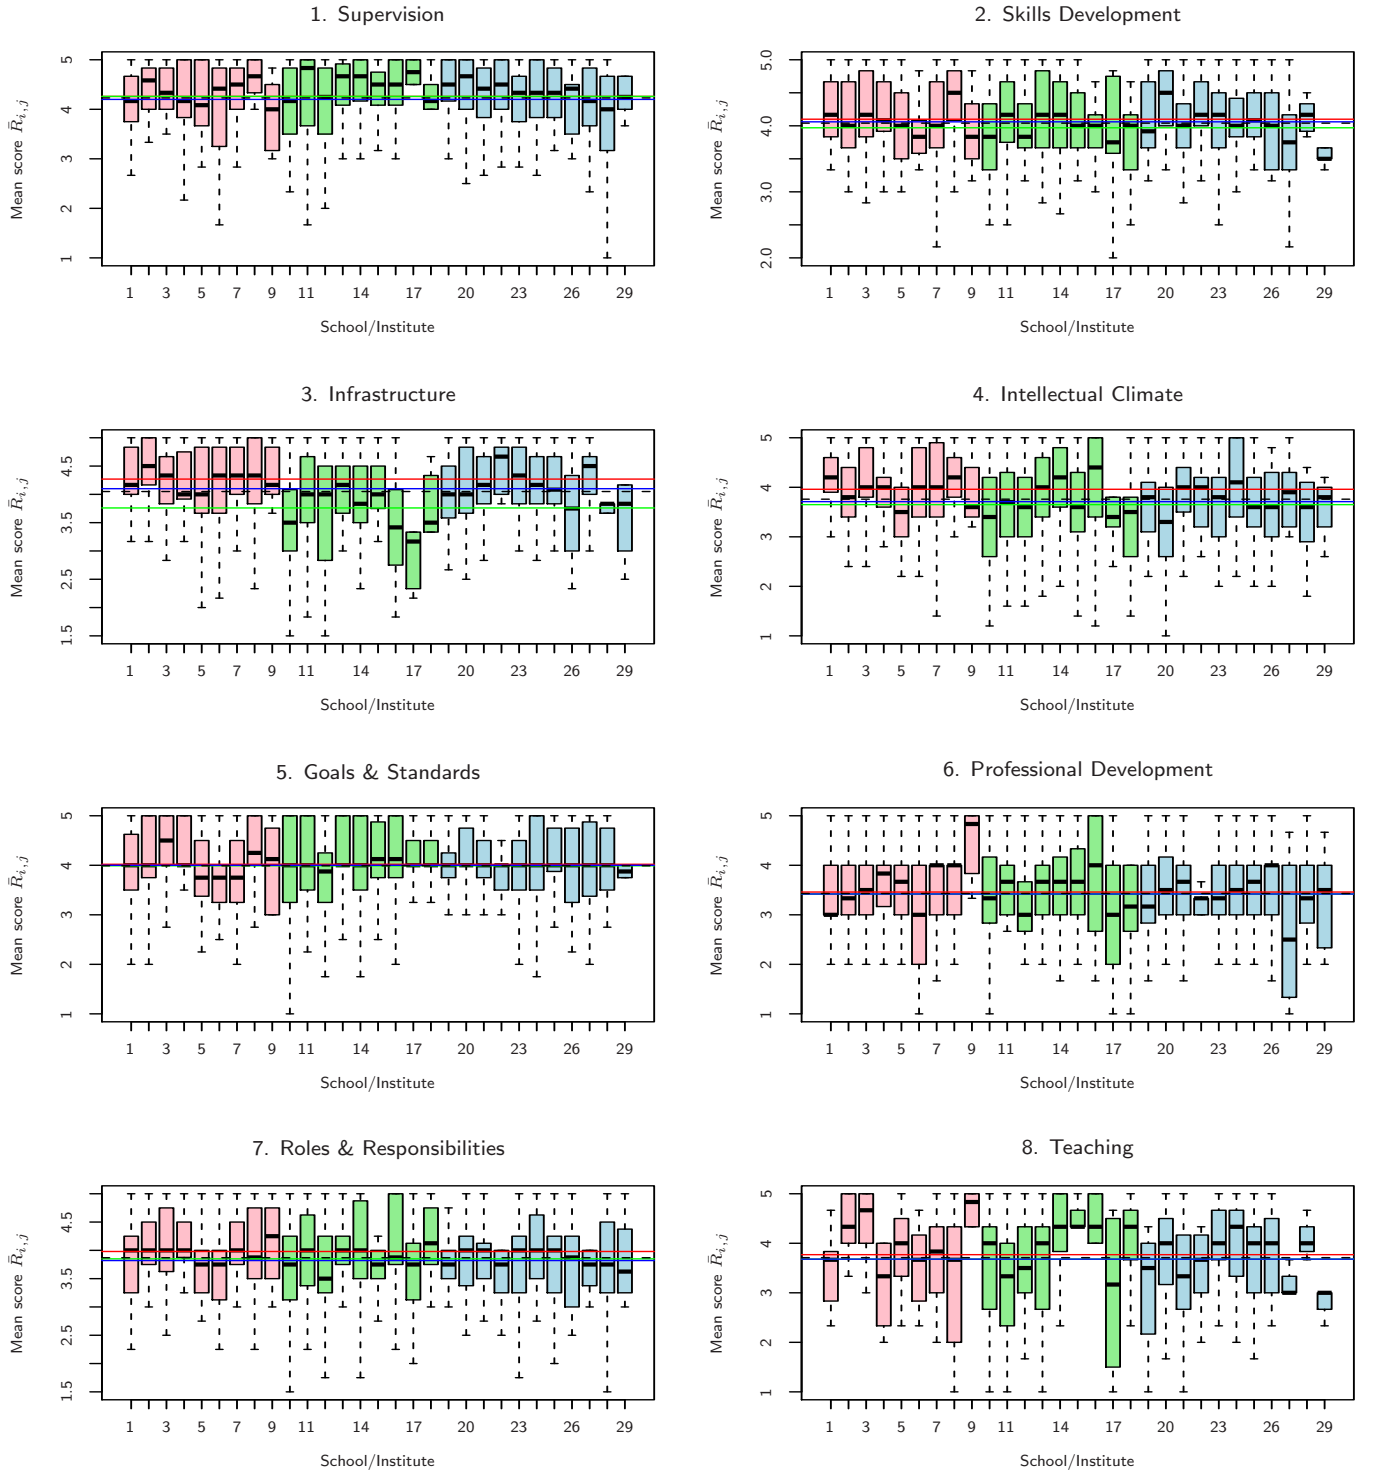 1. Supervision
Mean score R̄i,j
5
4
3
2
1
1 3 5 7 9 11 14 17 20 23 26 29
School/Institute
2. Skills Development
Mean score R̄i,j
5.0
4.0
3.0
2.0
1 3 5 7 9 11 14 17 20 23 26 29
School/Institute
3. Infrastructure
Mean score R̄i,j
4.5
3.5
2.5
1.5
1 3 5 7 9 11 14 17 20 23 26 29
School/Institute
4. Intellectual Climate
Mean score R̄i,j
5
4
3
2
1
1 3 5 7 9 11 14 17 20 23 26 29
School/Institute
5. Goals & Standards
Mean score R̄i,j
5
4
3
2
1
1 3 5 7 9 11 14 17 20 23 26 29
School/Institute
6. Professional Development
Mean score R̄i,j
5
4
3
2
1
1 3 5 7 9 11 14 17 20 23 26 29
School/Institute
7. Roles & Responsibilities
Mean score R̄i,j
4.5
3.5
2.5
1.5
1 3 5 7 9 11 14 17 20 23 26 29
School/Institute
8. Teaching
Mean score R̄i,j
5
4
3
2
1
1 3 5 7 9 11 14 17 20 23 26 29
School/Institute